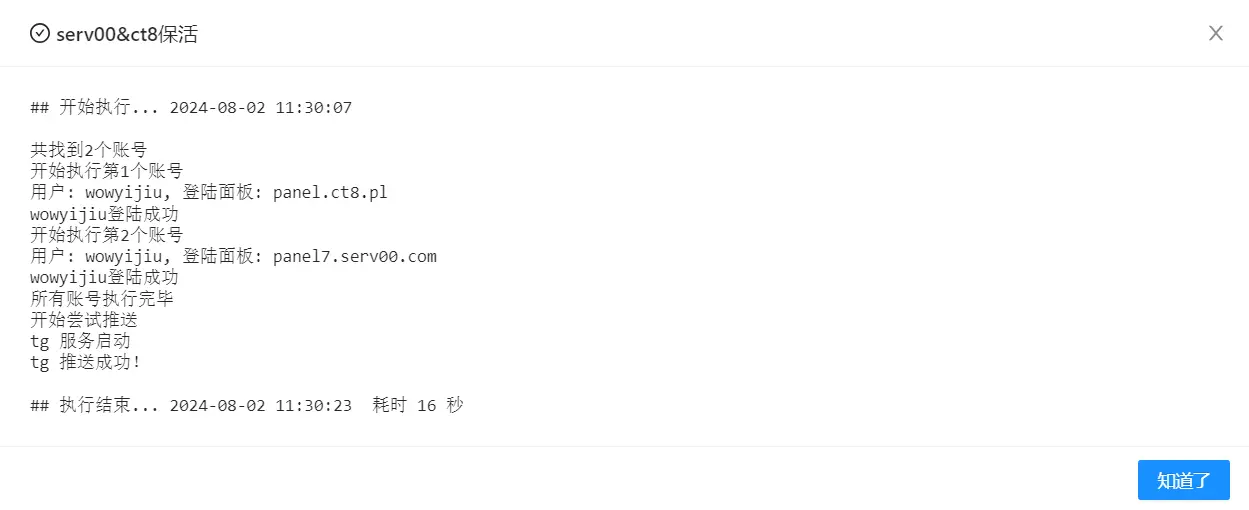 serv00&ct8保活
## 开始执行... 2024-08-02 11:30:07
共找到2个账号
开始执行第1个账号
用户: wowyijiu, 登陆面板: panel.ct8.pl
wowyijiu登陆成功
开始执行第2个账号
用户: wowyijiu, 登陆面板: panel7.serv00.com
wowyijiu登陆成功
所有账号执行完毕
开始尝试推送
tg 服务启动
tg 推送成功!
## 执行结束... 2024-08-02 11:30:23  耗时 16 秒
知道了